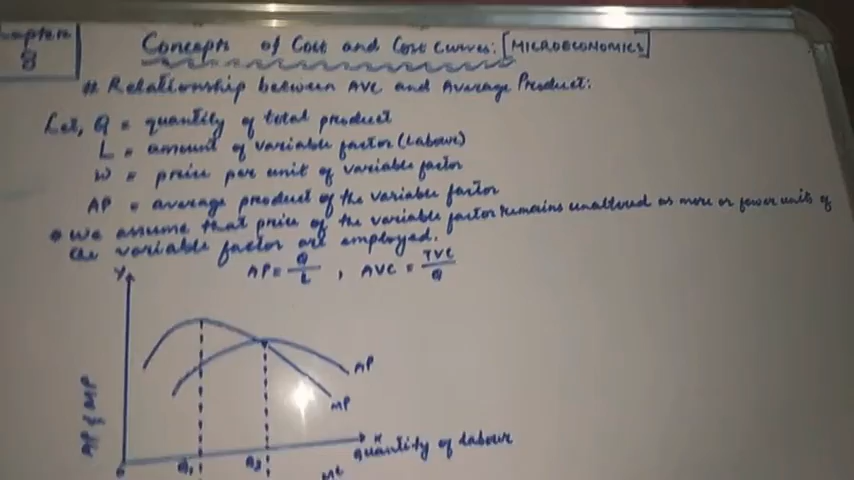 Chapter
8
Concepts of Cost and Cost Curves: [MICROECONOMICS]
# Relationship between AVC and Average Product:
Let, Q = quantity of total product
L = amount of variable factor (Labour)
W = price per unit of variable factor
AP = average product of the variable factor
* We assume that price of the variable factor remains unaltered as more or fewer units of
the variable factor are employed.
AP = Q/L , AVC = TVC/Q
Y
AP
MP
AP & MP
X
Quantity of labour
O